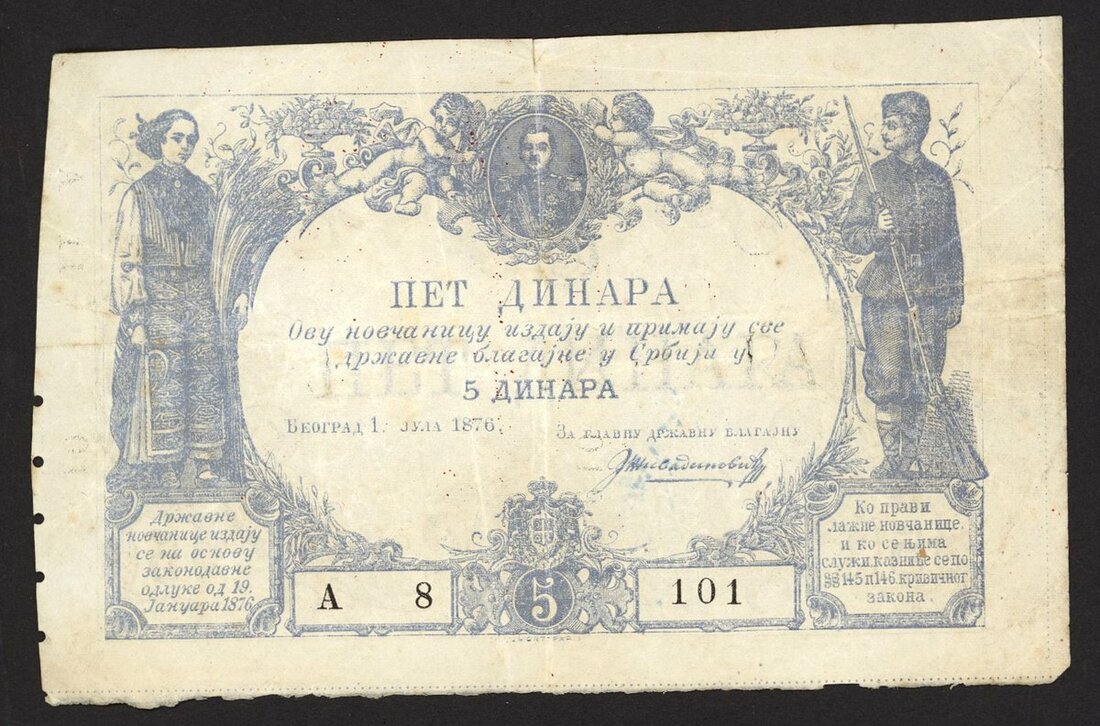 ПЕТ ДИНАРА
Ову новчаницу издају и примају све
државне благајне у Србији у
5 ДИНАРА
БЕОГРАД 1. ЈУЛА 1876.
ЗА ГЛАВНУ ДРЖАВНУ БЛАГАЈНУ
Државне
новчанице издају
се на основу
законодавне
одлуке од 19.
Јануара 1876
А 8
5
101
Ко прави
лажне новчанице,
и ко се њима
служи, казниће се по
§§ 145 и 146. кривичног
закона.